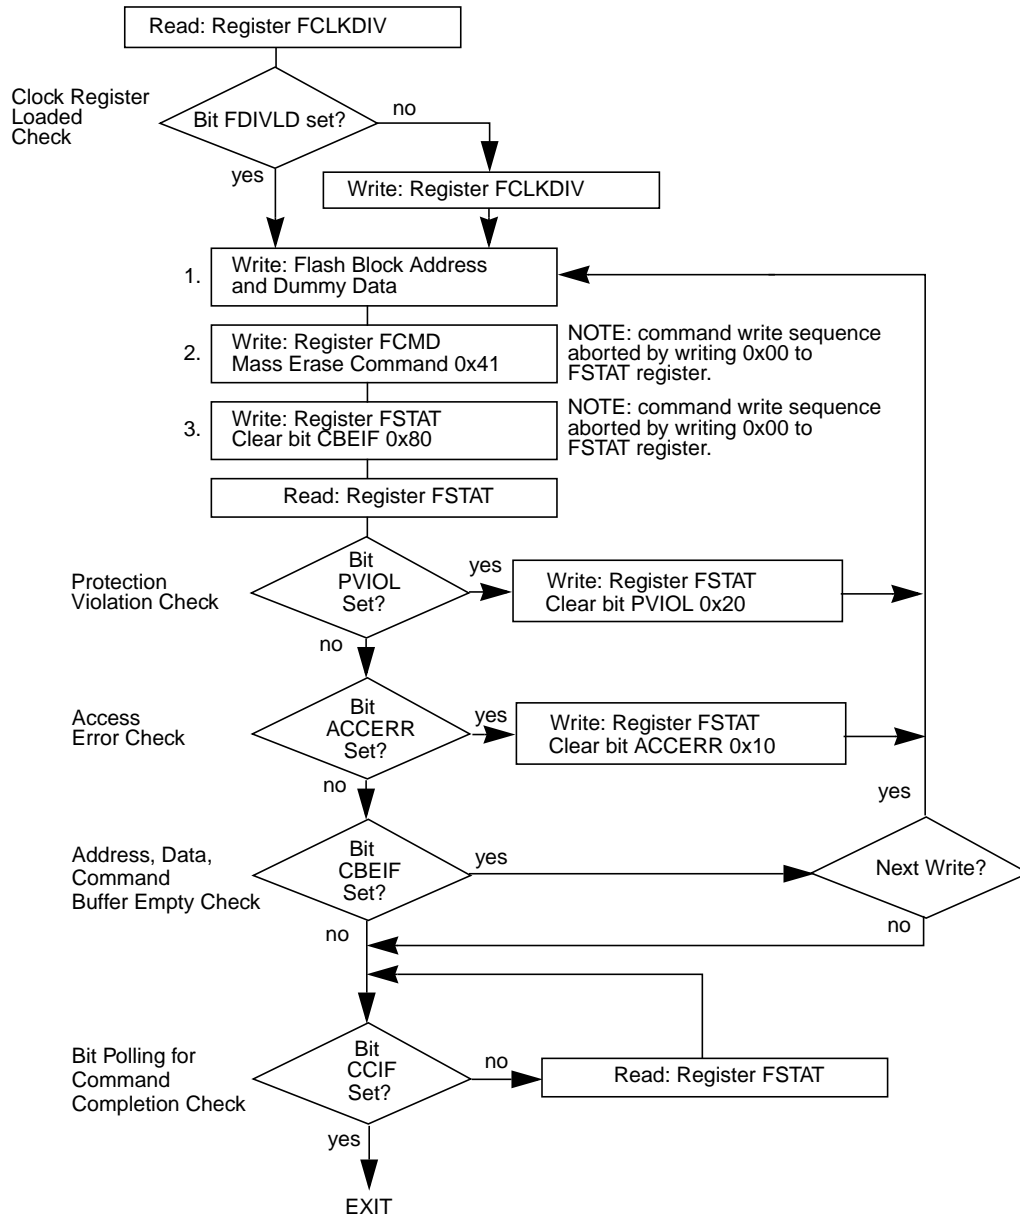 Read: Register FCLKDIV
Clock Register
Loaded
Check
Bit FDIVLD set?
no
yes
Write: Register FCLKDIV
1.
Write: Flash Block Address
and Dummy Data
2.
Write: Register FCMD
Mass Erase Command 0x41
NOTE: command write sequence
aborted by writing 0x00 to
FSTAT register.
3.
Write: Register FSTAT
Clear bit CBEIF 0x80
NOTE: command write sequence
aborted by writing 0x00 to
FSTAT register.
Read: Register FSTAT
Protection
Violation Check
Bit
PVIOL
Set?
yes
Write: Register FSTAT
Clear bit PVIOL 0x20
no
Access
Error Check
Bit
ACCERR
Set?
yes
Write: Register FSTAT
Clear bit ACCERR 0x10
no
yes
Address, Data,
Command
Buffer Empty Check
Bit
CBEIF
Set?
yes
Next Write?
no
no
Bit Polling for
Command
Completion Check
Bit
CCIF
Set?
no
Read: Register FSTAT
yes
EXIT